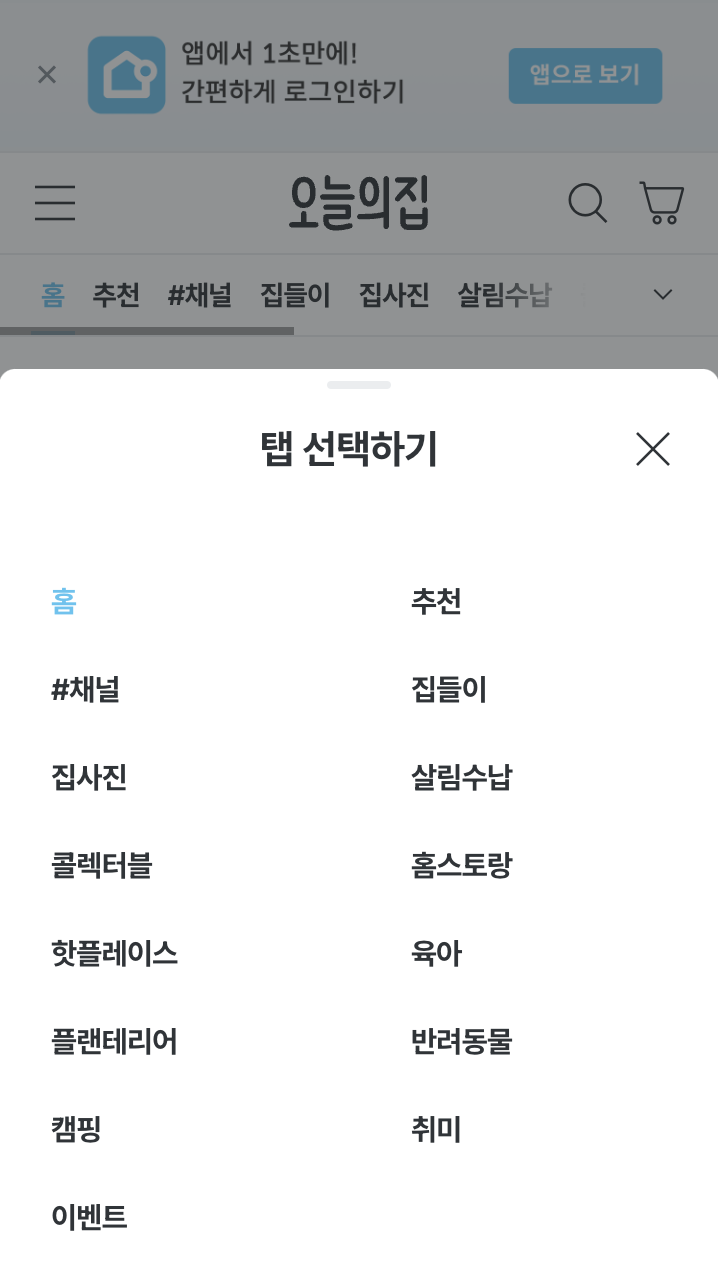 앱에서 1초만에!
간편하게 로그인하기
앱으로 보기
오늘의집
홈 추천 #채널 집들이 집사진 살림수납
탭 선택하기
홈 추천
#채널 집들이
집사진 살림수납
콜렉터블 홈스토랑
핫플레이스 육아
플랜테리어 반려동물
캠핑 취미
이벤트